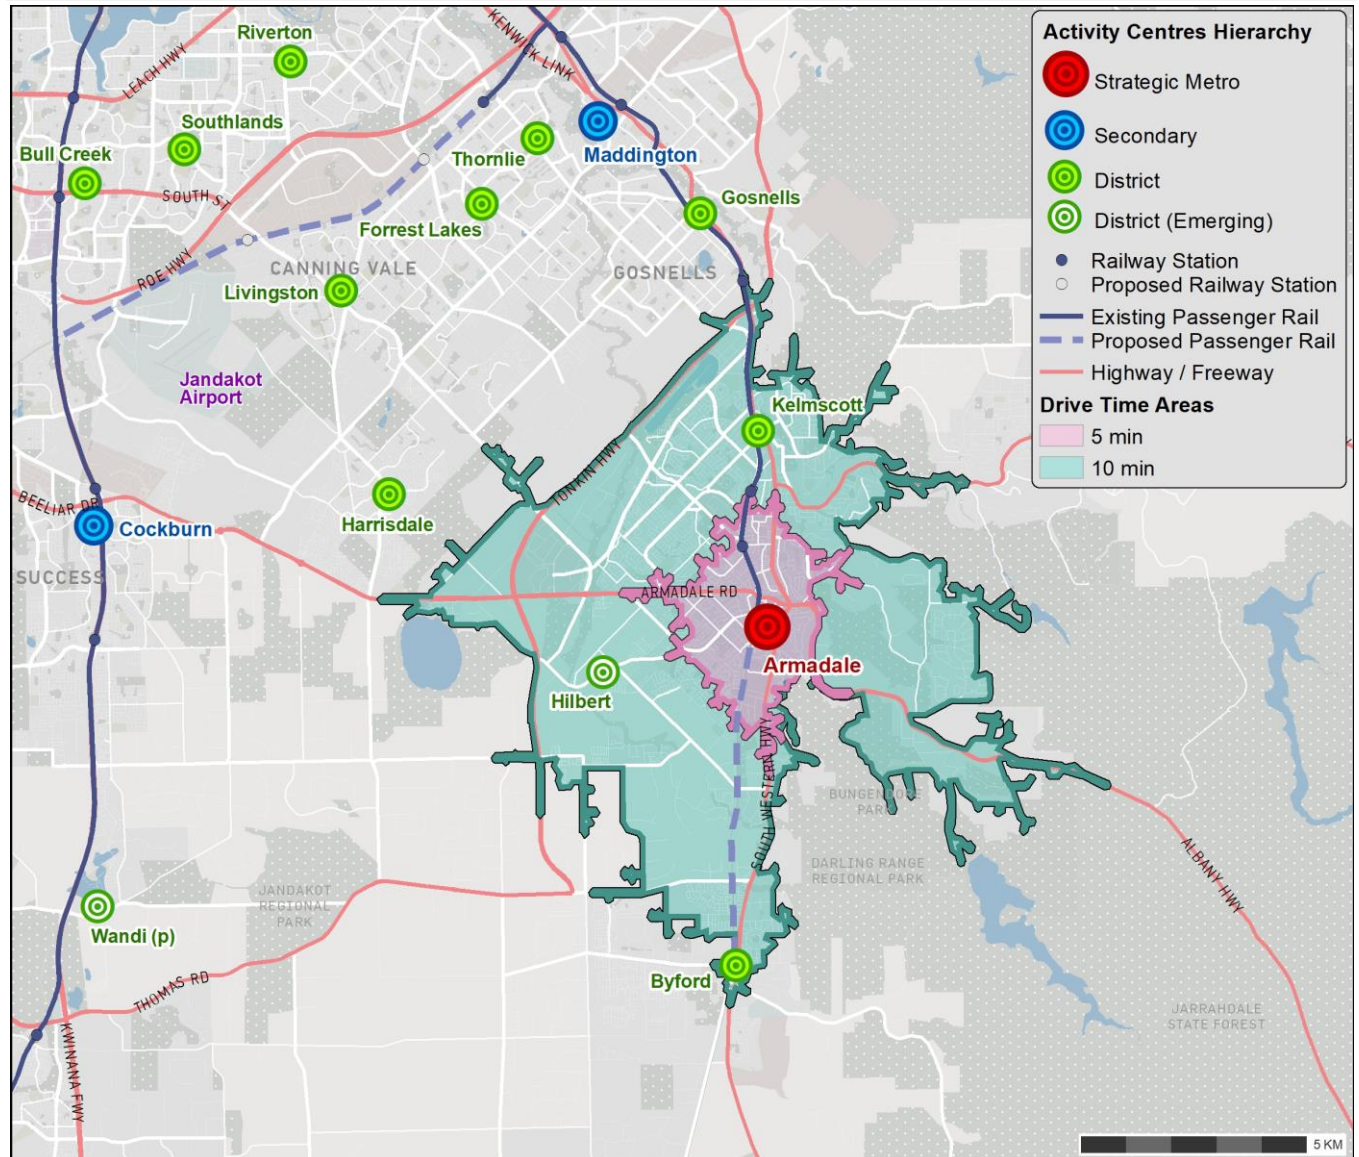 Riverton
KENWICK LINK
LEACH HWY
Southlands
Bull Creek
Thornlie
Maddington
SOUTH ST
Gosnells
Forrest Lakes
ROE HWY
CANNING VALE
GOSNELLS
Livingston
Jandakot
Airport
Kelmscott
TONKIN HWY
BEELIAR DR
Harrisdale
Cockburn
SUCCESS
ARMADALE RD
Armadale
Hilbert
SOUTH WESTERN HWY
BUNGENDORE
PARK
DARLING RANGE
REGIONAL PARK
ALBANY HWY
JANDAKOT
REGIONAL
PARK
Wandi (p)
THOMAS RD
Byford
JARRAHDALE
STATE FOREST
KWINANA FWY
Activity Centres Hierarchy
Strategic Metro
Secondary
District
District (Emerging)
Railway Station
Proposed Railway Station
Existing Passenger Rail
Proposed Passenger Rail
Highway / Freeway
Drive Time Areas
5 min
10 min
5 KM